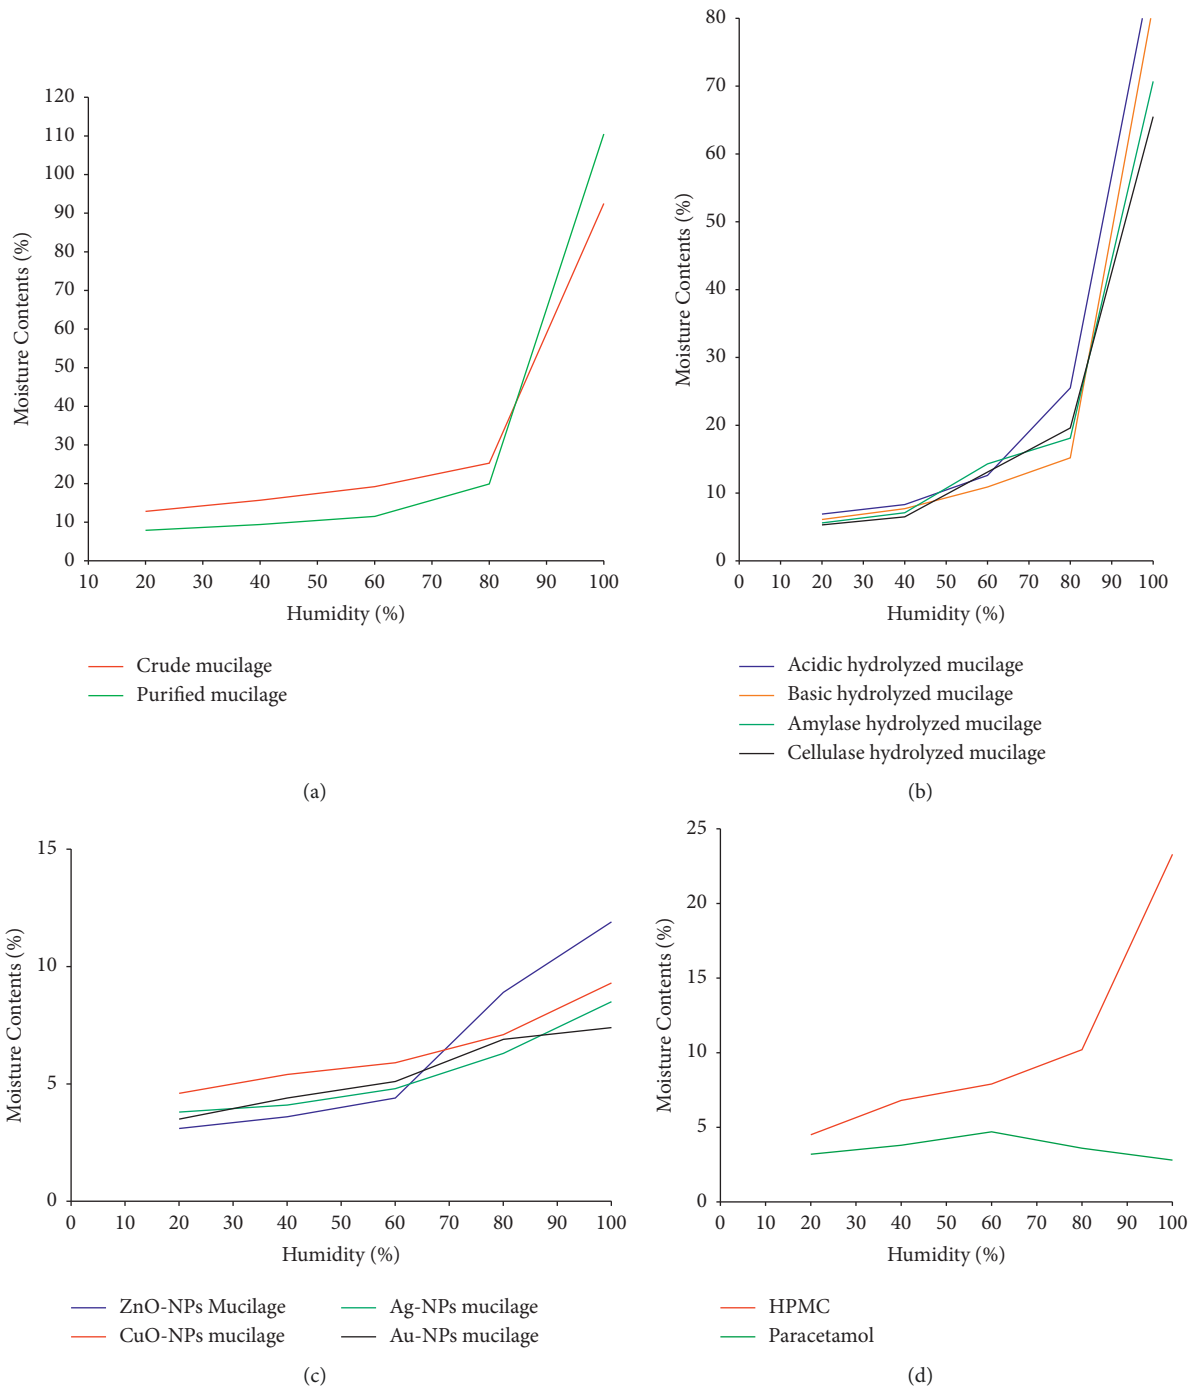 120
110
100
90
80
70
60
50
40
30
20
10
0
Moisture Contents (%)
10 20 30 40 50 60 70 80 90 100
Humidity (%)
Crude mucilage
Purified mucilage
(a)
80
70
60
50
40
30
20
10
0
Moisture Contents (%)
0 10 20 30 40 50 60 70 80 90 100
Humidity (%)
Acidic hydrolyzed mucilage
Basic hydrolyzed mucilage
Amylase hydrolyzed mucilage
Cellulase hydrolyzed mucilage
(b)
15
10
5
0
Moisture Contents (%)
0 10 20 30 40 50 60 70 80 90 100
Humidity (%)
ZnO-NPs Mucilage
CuO-NPs mucilage
Ag-NPs mucilage
Au-NPs mucilage
(c)
25
20
15
10
5
0
Moisture Contents (%)
0 10 20 30 40 50 60 70 80 90 100
Humidity (%)
HPMC
Paracetamol
(d)